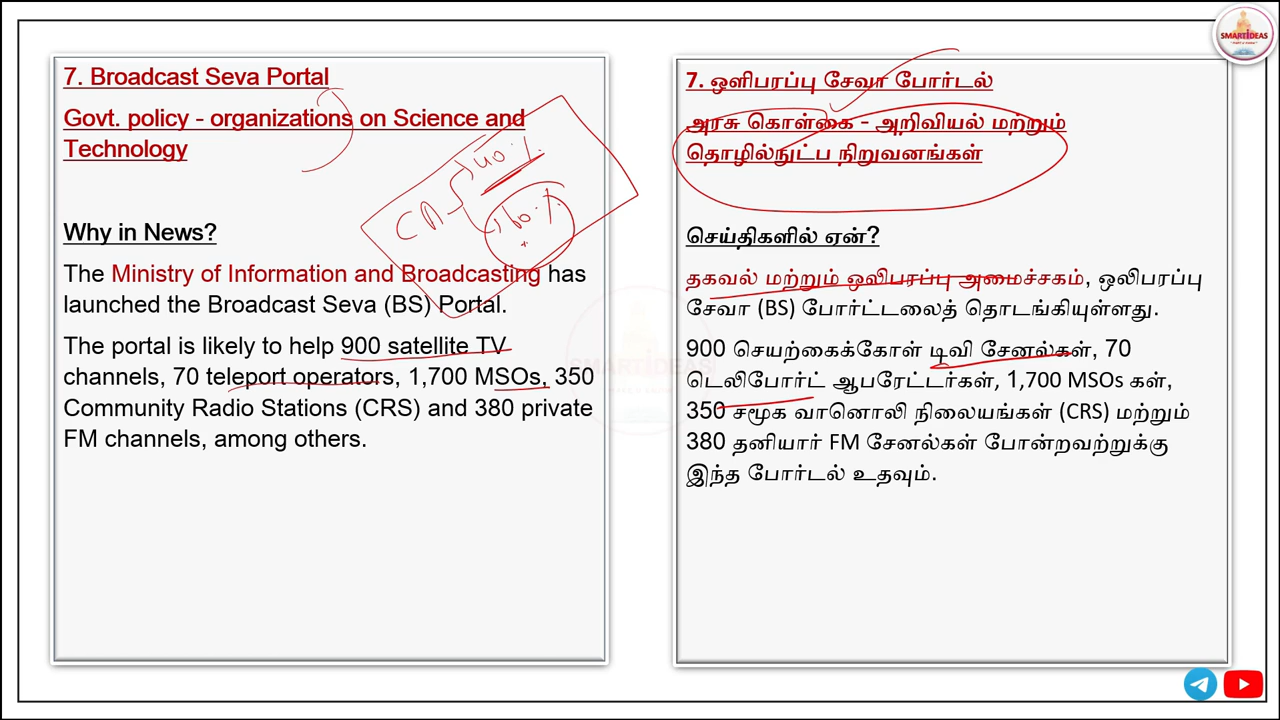 SMARTIDEAS
7. Broadcast Seva Portal
Govt. policy - organizations on Science and
Technology
Why in News?
The Ministry of Information and Broadcasting has
launched the Broadcast Seva (BS) Portal.
The portal is likely to help 900 satellite TV
channels, 70 teleport operators, 1,700 MSOs, 350
Community Radio Stations (CRS) and 380 private
FM channels, among others.
CA
40 %
60 %
7. ஒளிபரப்பு சேவா போர்டல்
அரசு கொள்கை - அறிவியல் மற்றும்
தொழில்நுட்ப நிறுவனங்கள்
செய்திகளில் ஏன்?
தகவல் மற்றும் ஒலிபரப்பு அமைச்சகம், ஒலிபரப்பு
சேவா (BS) போர்ட்டலைத் தொடங்கியுள்ளது.
900 செயற்கைக்கோள் டிவி சேனல்கள், 70
டெலிபோர்ட் ஆபரேட்டர்கள், 1,700 MSOs கள்,
350 சமூக வானொலி நிலையங்கள் (CRS) மற்றும்
380 தனியார் FM சேனல்கள் போன்றவற்றுக்கு
இந்த போர்டல் உதவும்.